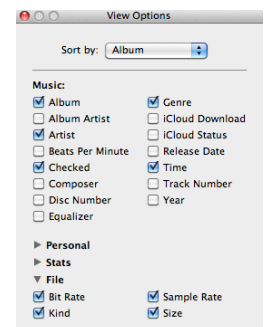 View Options
Sort by: Album
Music:
Album Genre
Album Artist iCloud Download
Artist iCloud Status
Beats Per Minute Release Date
Checked Time
Composer Track Number
Disc Number Year
Equalizer
Personal
Stats
File
Bit Rate Sample Rate
Kind Size